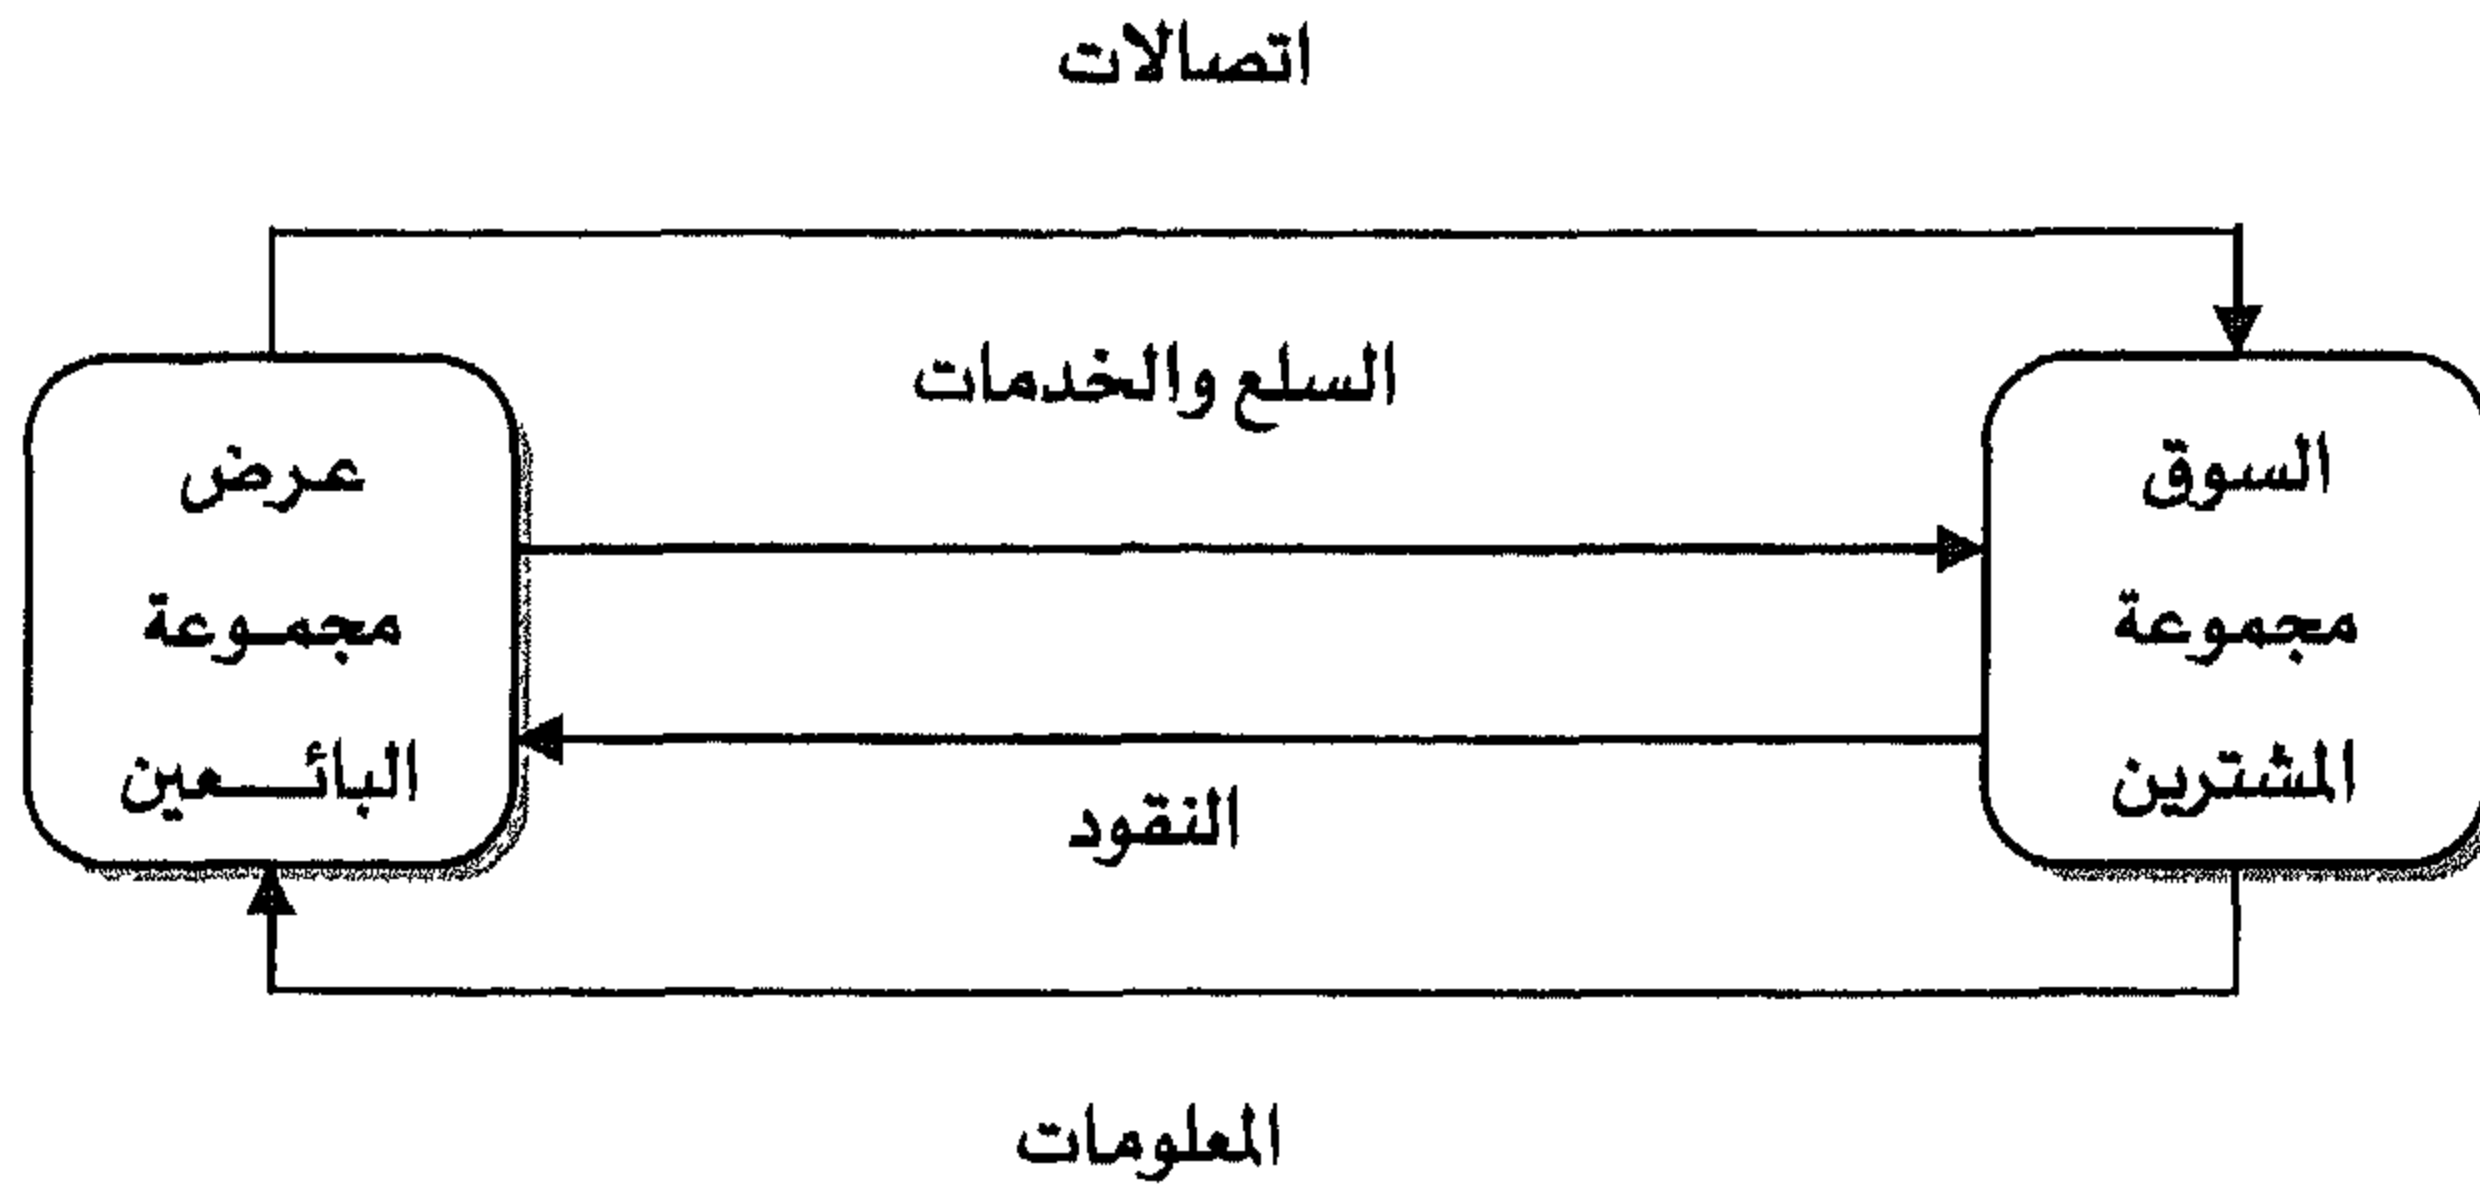 اتصالات
السلع والخدمات
السوق
مجموعة
المشترين
عرض
مجموعة
البائعين
النقود
المعلومات